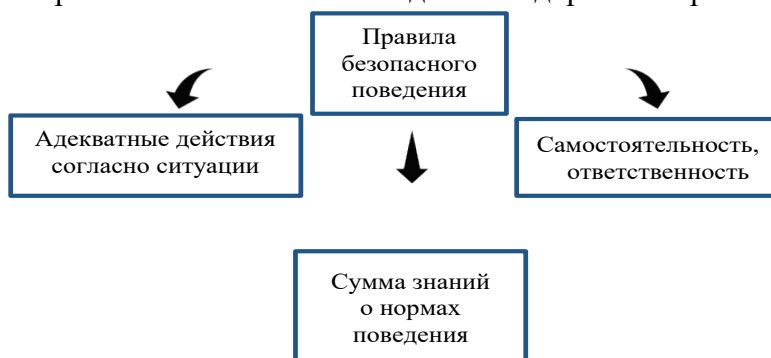 Правила
безопасного
поведения
Адекватные действия
согласно ситуации
Самостоятельность,
ответственность
Сумма знаний
о нормах
поведения